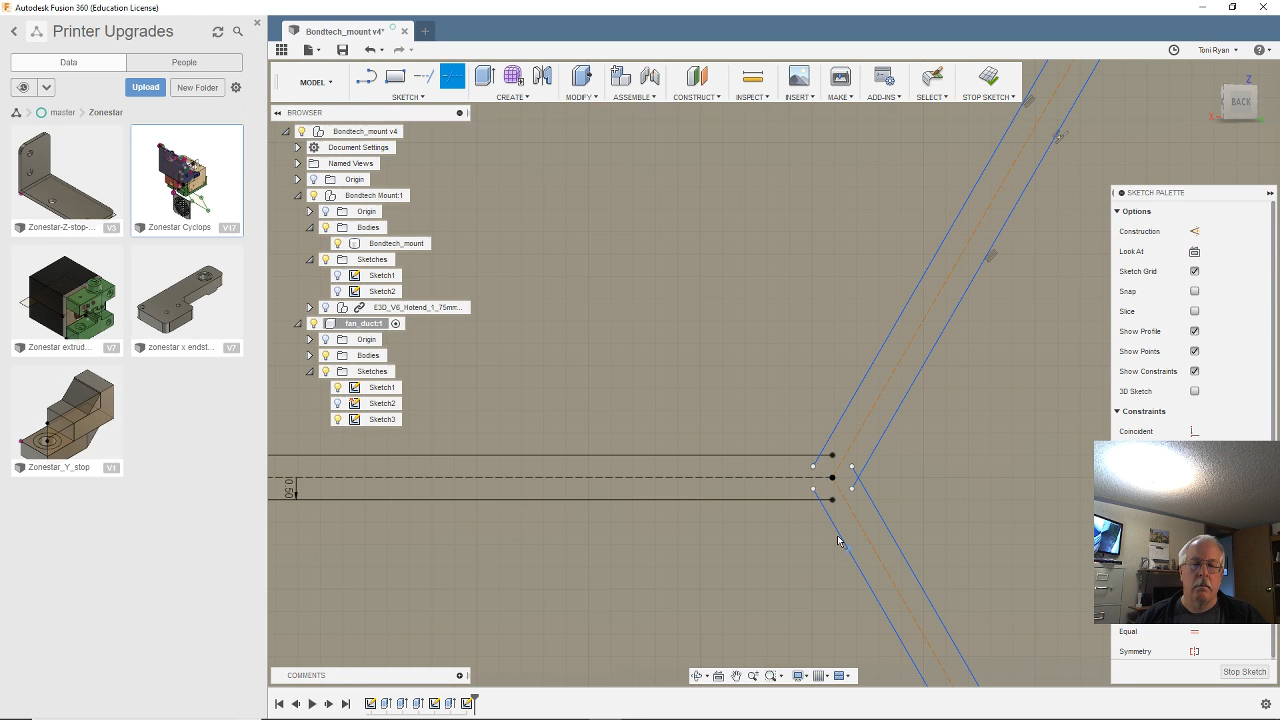 Autodesk Fusion 360 (Education License)
Printer Upgrades
Data
People
Upload
New Folder
master
Zonestar
Zonestar-Z-stop-...
V3
Zonestar Cyclops
V17
Zonestar extrud...
V7
zonestar x endst...
V7
Zonestar_Y_stop
V1
Bondtech_mount v4*
Toni Ryan
MODEL
SKETCH
CREATE
MODIFY
ASSEMBLE
CONSTRUCT
INSPECT
INSERT
MAKE
ADD-INS
SELECT
STOP SKETCH
BROWSER
Bondtech_mount v4
Document Settings
Named Views
Origin
Bondtech Mount:1
Origin
Bodies
Bondtech_mount
Sketches
Sketch1
Sketch2
E3D_V6_Hotend_1_75mm...
fan_duct:1
Origin
Bodies
Sketches
Sketch1
Sketch2
Sketch3
0.50
Z
BACK
X
SKETCH PALETTE
Options
Construction
Look At
Sketch Grid
Snap
Slice
Show Profile
Show Points
Show Constraints
3D Sketch
Constraints
Coincident
Equal
Symmetry
Stop Sketch
COMMENTS